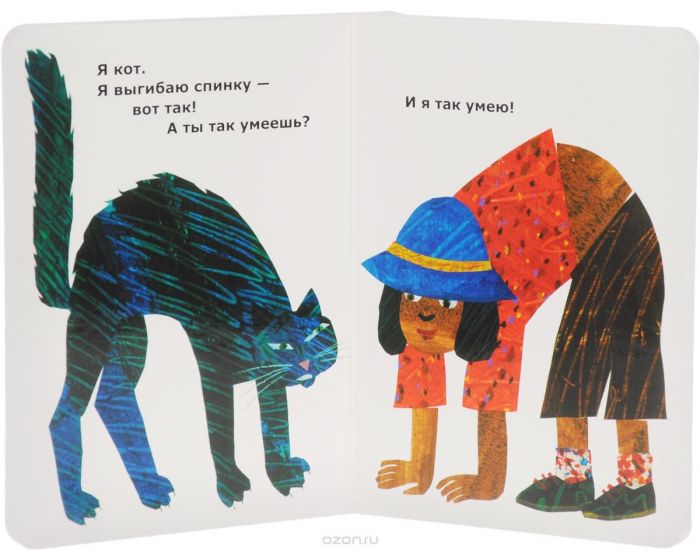 Я кот.
Я выгибаю спинку —
вот так!
А ты так умеешь?
И я так умею!
ozon.ru